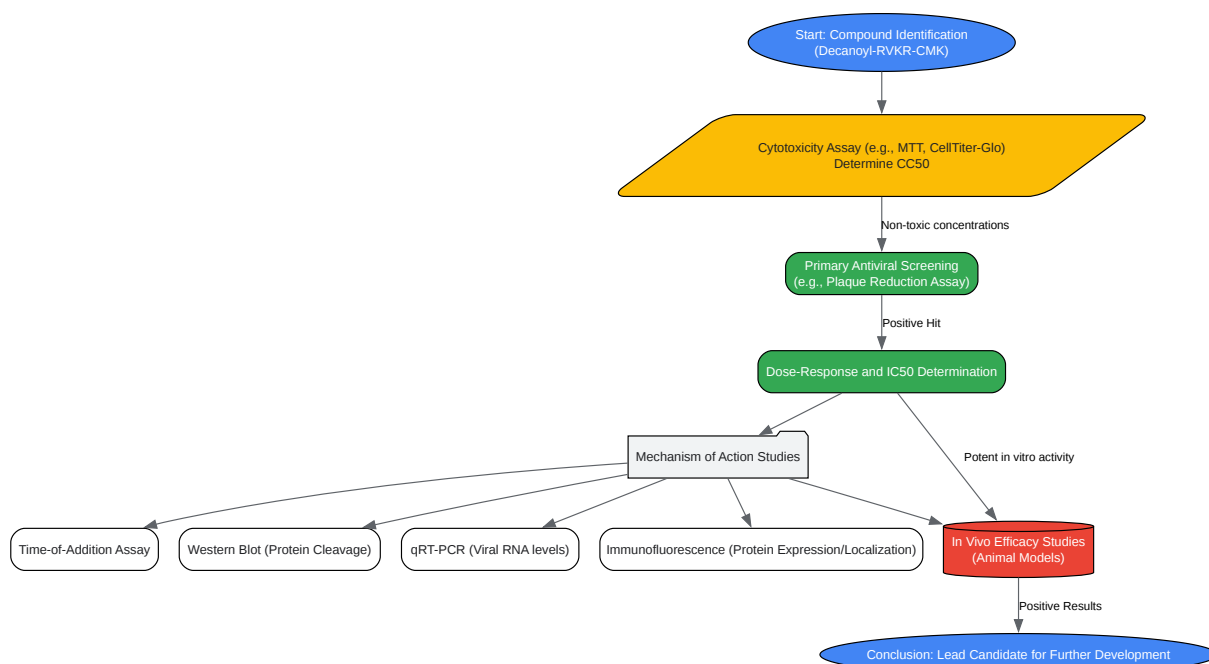 Start: Compound Identification
(Decanoyl-RVKR-CMK)
Cytotoxicity Assay (e.g., MTT, CellTiter-Glo)
Determine CC50
Non-toxic concentrations
Primary Antiviral Screening
(e.g., Plaque Reduction Assay)
Positive Hit
Dose-Response and IC50 Determination
Mechanism of Action Studies
Potent in vitro activity
Time-of-Addition Assay
Western Blot (Protein Cleavage)
qRT-PCR (Viral RNA levels)
Immunofluorescence (Protein Expression/Localization)
In Vivo Efficacy Studies
(Animal Models)
Positive Results
Conclusion: Lead Candidate for Further Development